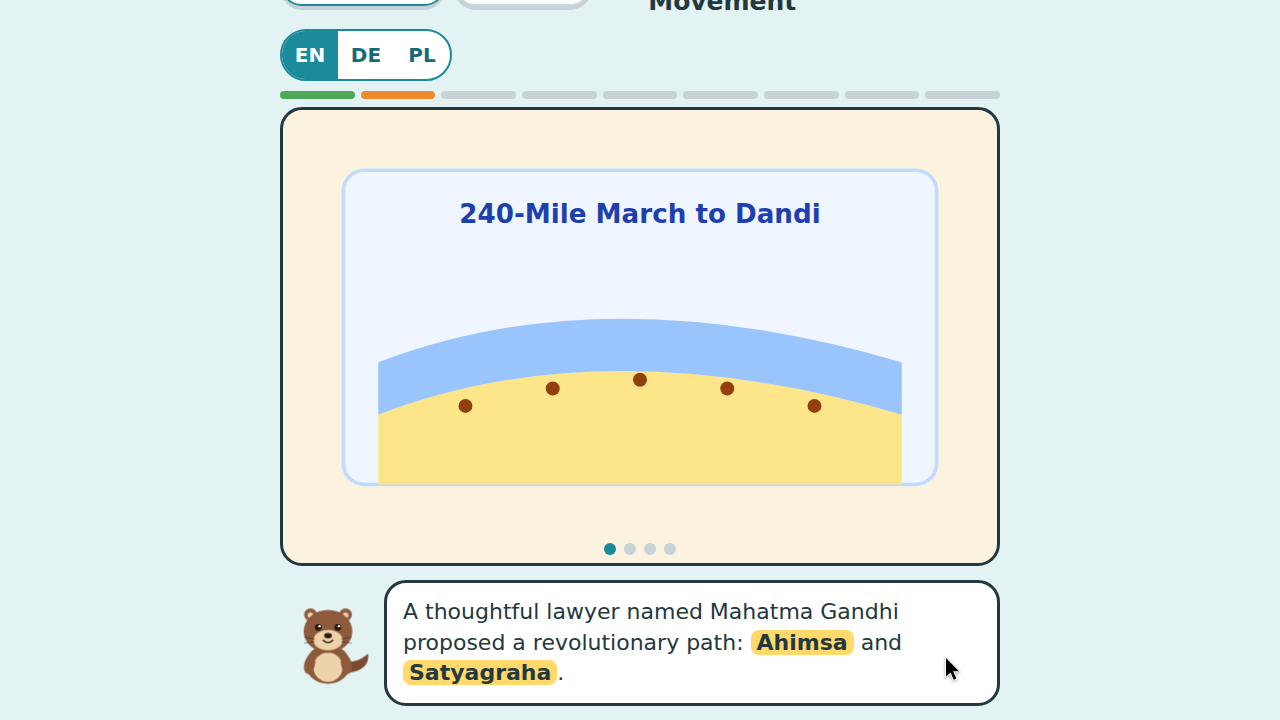 Movement
EN DE PL
240-Mile March to Dandi
A thoughtful lawyer named Mahatma Gandhi
proposed a revolutionary path: Ahimsa and
Satyagraha.